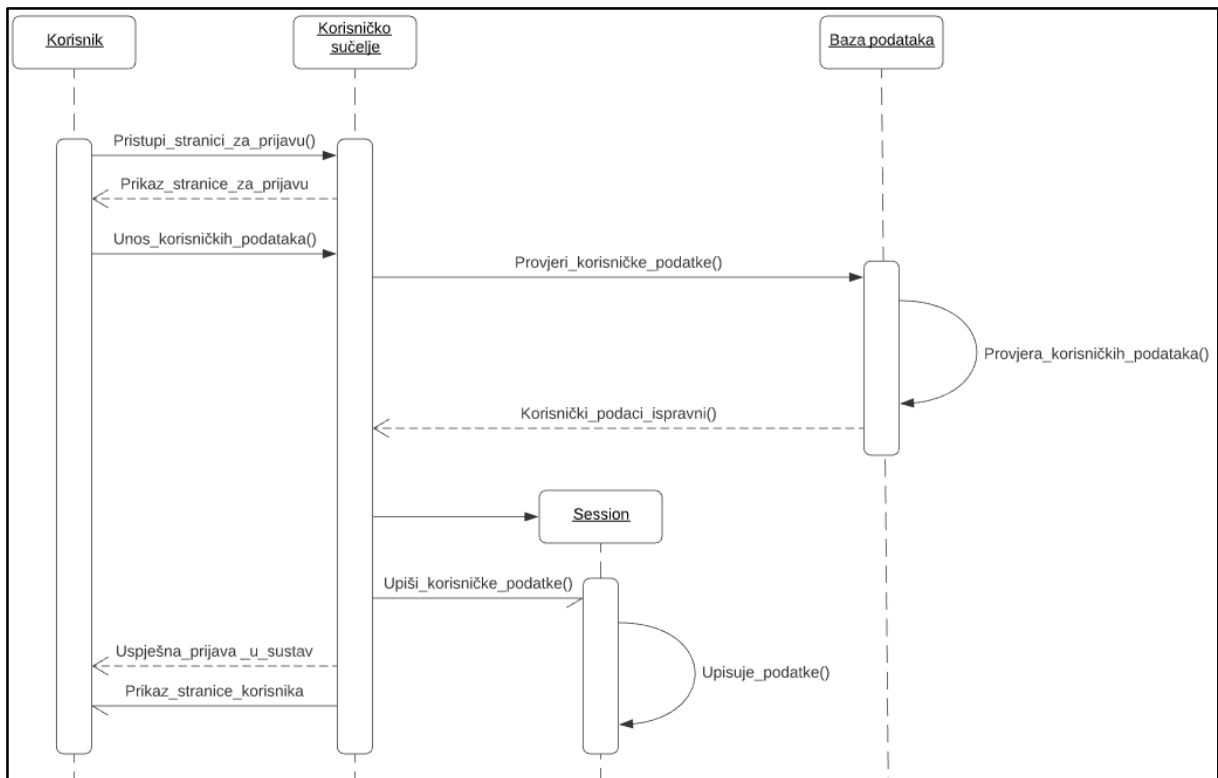 Korisnik
Korisničko
sučelje
Baza podataka
Pristupi_stranici_za_prijavu()
Prikaz_stranice_za_prijavu
Unos_korisničkih_podataka()
Provjeri_korisničke_podatke()
Provjera_korisničkih_podataka()
Korisnički_podaci_ispravni()
Session
Upiši_korisničke_podatke()
Uspješna_prijava _u_sustav
Upisuje_podatke()
Prikaz_stranice_korisnika